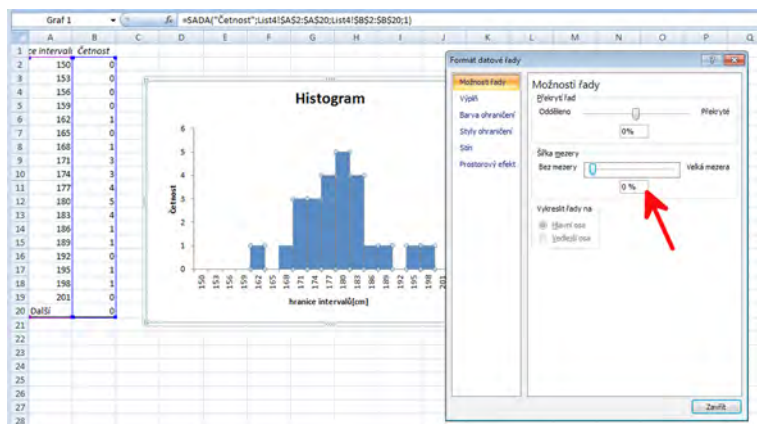 Graf 1 fx =SADA("Četnost";List4!$A$2:$A$20;List4!$B$2:$B$20;1)
A B C D E F G H I J K L M N O P Q
1 ce intervalů Četnost
2 150 0
3 153 0
4 156 0
5 159 0
6 162 1
7 165 0
8 168 1
9 171 3
10 174 3
11 177 4
12 180 5
13 183 4
14 186 1
15 189 1
16 192 0
17 195 1
18 198 1
19 201 0
20 Další 0
21
22
23
24
25
26
27
28
Histogram
Četnost
6
5
4
3
2
1
0
150 153 156 159 162 165 168 171 174 177 180 183 186 189 192 195 198 201
hranice intervalů[cm]
Formát datové řady
Možnosti řady
Výplň
Barva ohraničení
Styly ohraničení
Stín
Prostorový efekt
Možnosti řady
Překrytí řad
Odděleno Překryté
0%
Šířka mezery
Bez mezery Velká mezera
0 %
Vykreslit řady na
Hlavní ose
Vedlejší ose
Zavřít